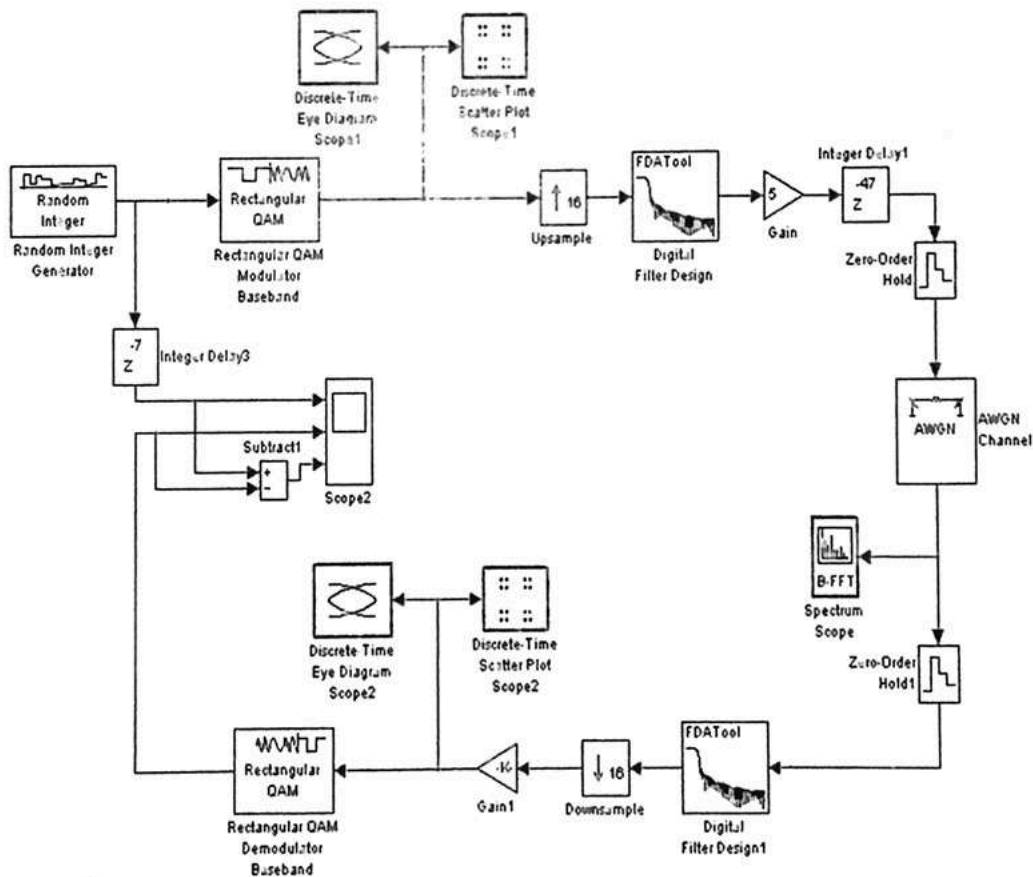 Discrete-Time
Eye Diagram
Scope1
Discrete-Time
Scatter Plot
Scope1
Random
Integer
Random Integer
Generator
Rectangular
QAM
Rectangular QAM
Modulator
Baseband
16
Upsample
FDATool
Digital
Filter Design
5
Gain
Integer Delay1
-47
Z
Zero-Order
Hold
-7
Z
Integer Delay3
Subtract1
+
−
Scope2
AWGN
AWGN
Channel
B-FFT
Spectrum
Scope
Zero-Order
Hold1
Discrete-Time
Eye Diagram
Scope2
Discrete-Time
Scatter Plot
Scope2
Rectangular
QAM
Rectangular QAM
Demodulator
Baseband
-K-
Gain1
16
Downsample
FDATool
Digital
Filter Design1